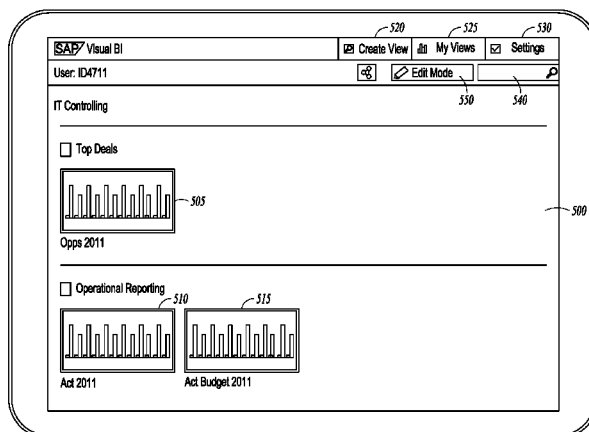 520
525
530
SAP Visual BI
Create View
My Views
Settings
User: ID4711
Edit Mode
550
540
IT Controlling
Top Deals
505
500
Opps 2011
Operational Reporting
510
515
Act 2011
Act Budget 2011